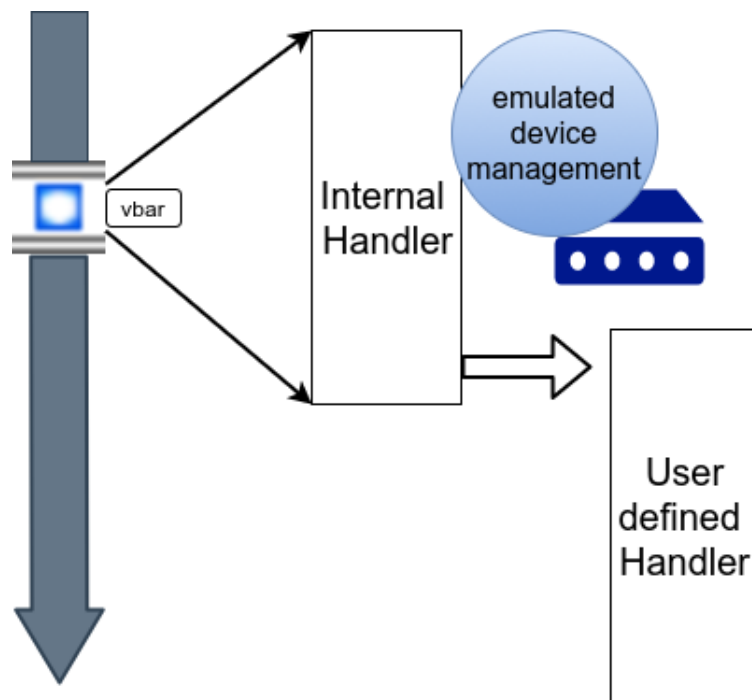 emulated
device
management
vbar
Internal
Handler
User
defined
Handler